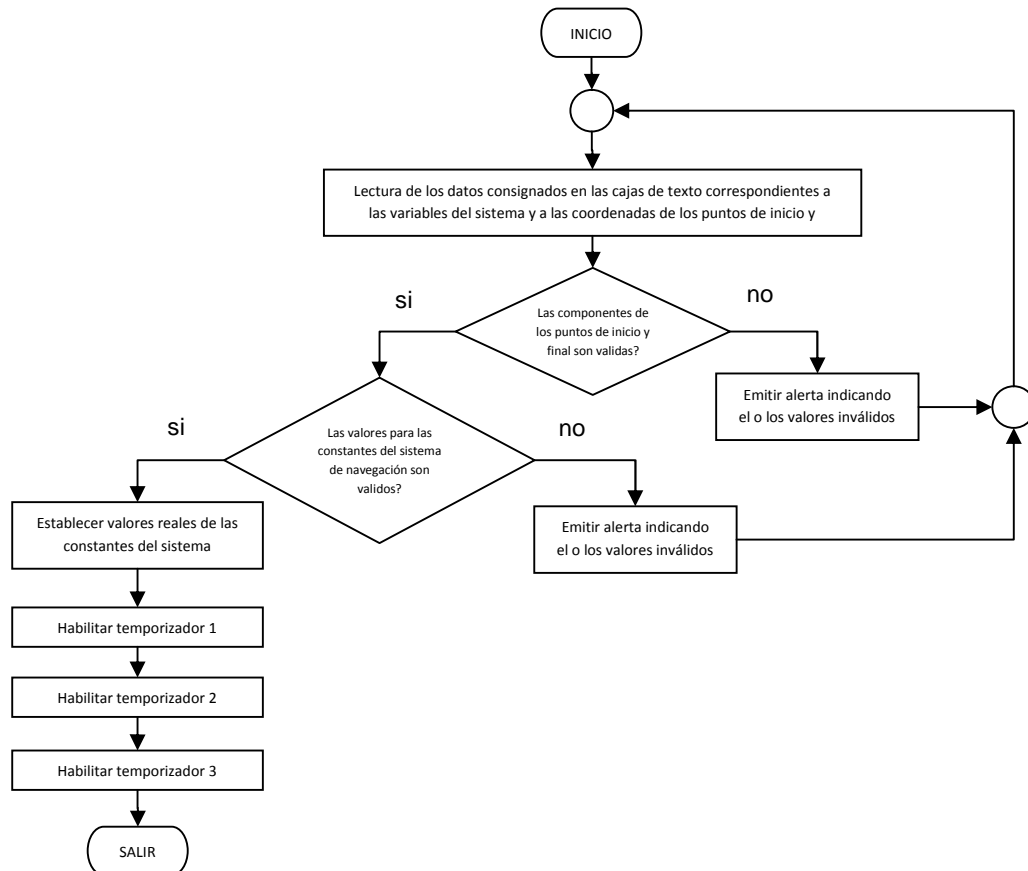 INICIO
Lectura de los datos consignados en las cajas de texto correspondientes a
las variables del sistema y a las coordenadas de los puntos de inicio y
si
no
Las componentes de
los puntos de inicio y
final son validas?
Emitir alerta indicando
el o los valores inválidos
si
no
Las valores para las
constantes del sistema
de navegación son
validos?
Establecer valores reales de las
constantes del sistema
Emitir alerta indicando
el o los valores inválidos
Habilitar temporizador 1
Habilitar temporizador 2
Habilitar temporizador 3
SALIR